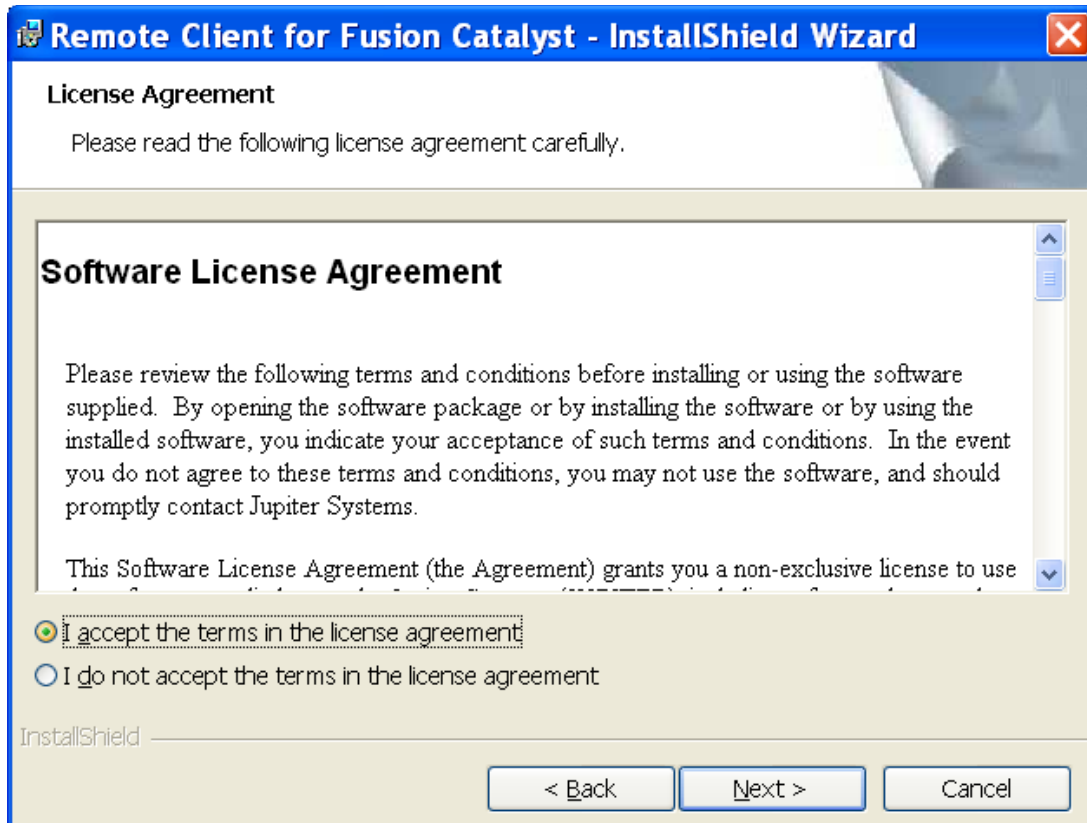 Remote Client for Fusion Catalyst - InstallShield Wizard
License Agreement
Please read the following license agreement carefully.
Software License Agreement
Please review the following terms and conditions before installing or using the software
supplied.  By opening the software package or by installing the software or by using the
installed software, you indicate your acceptance of such terms and conditions.  In the event
you do not agree to these terms and conditions, you may not use the software, and should
promptly contact Jupiter Systems.
This Software License Agreement (the Agreement) grants you a non-exclusive license to use
I accept the terms in the license agreement
I do not accept the terms in the license agreement
InstallShield
< Back
Next >
Cancel